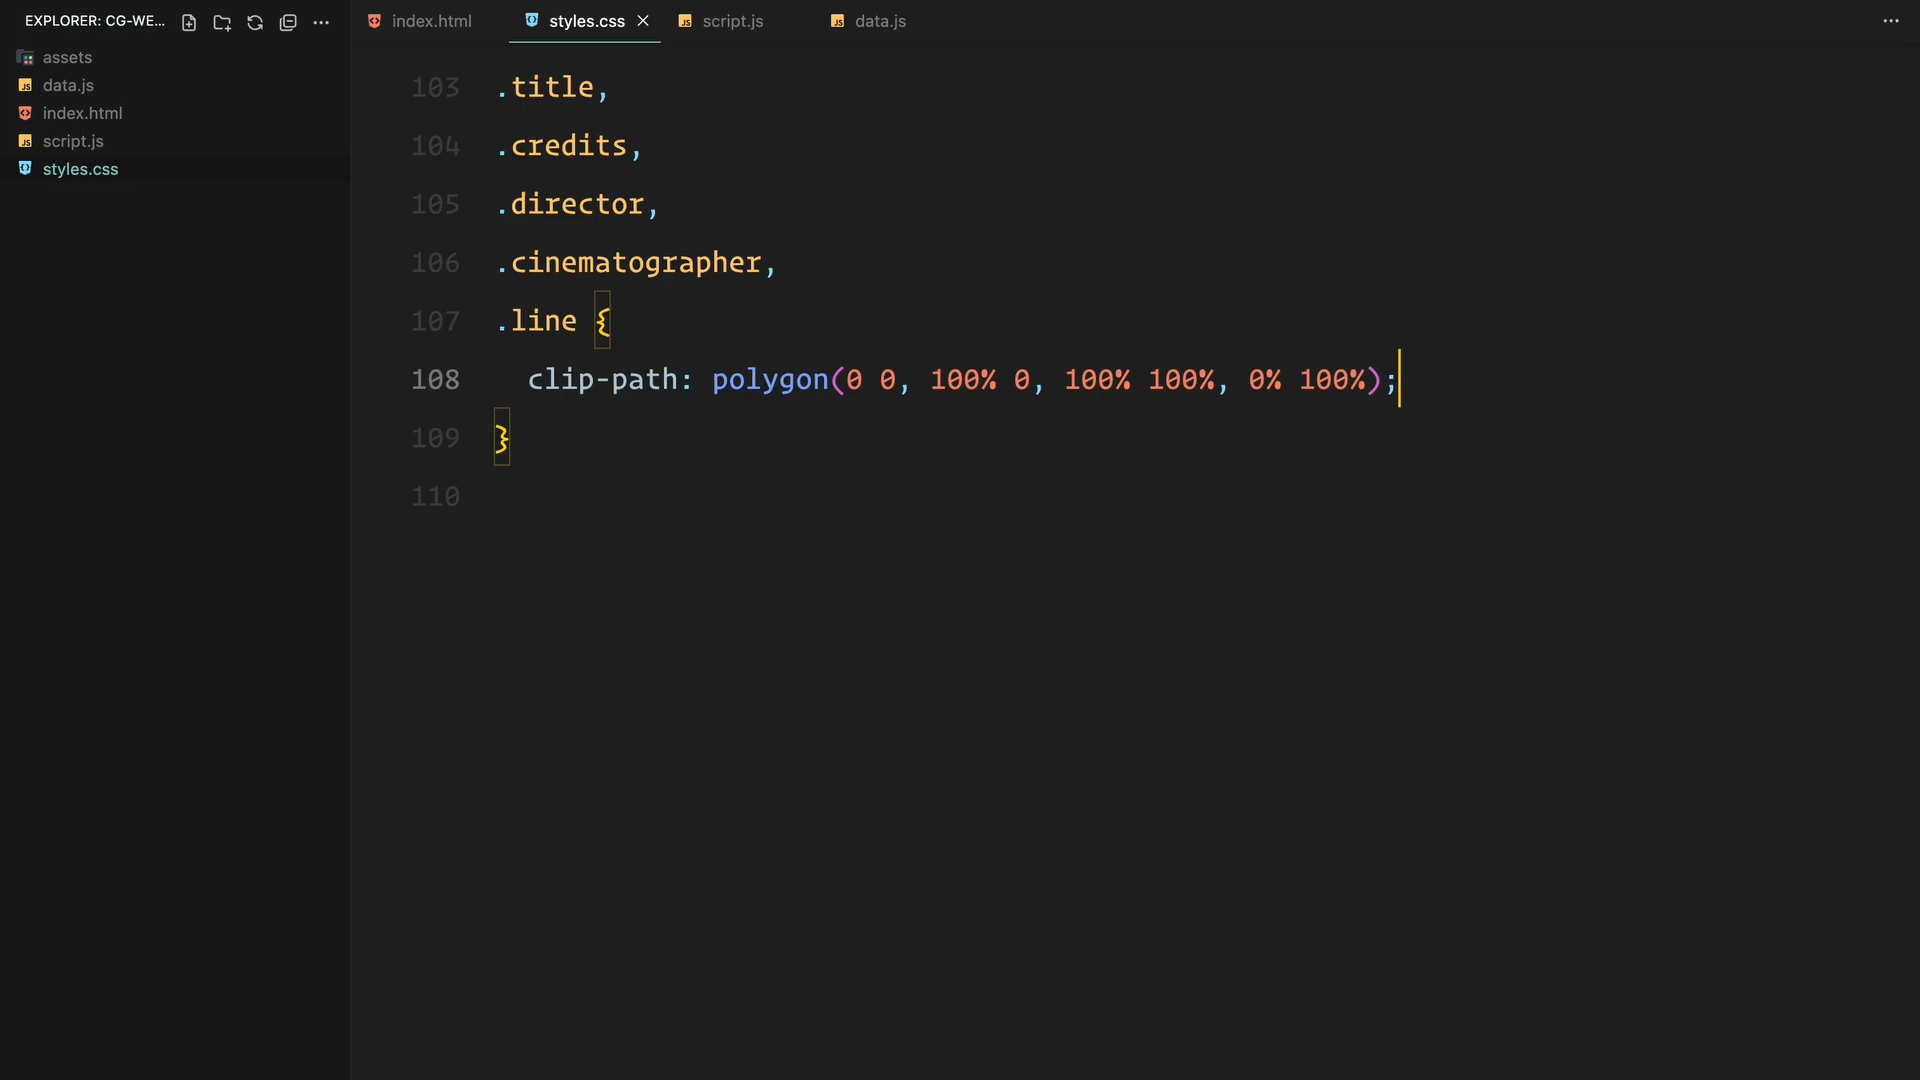 EXPLORER: CG-WE...
assets
data.js
index.html
script.js
styles.css
index.html
styles.css
script.js
data.js
103 .title,
104 .credits,
105 .director,
106 .cinematographer,
107 .line {
108 clip-path: polygon(0 0, 100% 0, 100% 100%, 0% 100%);
109 }
110